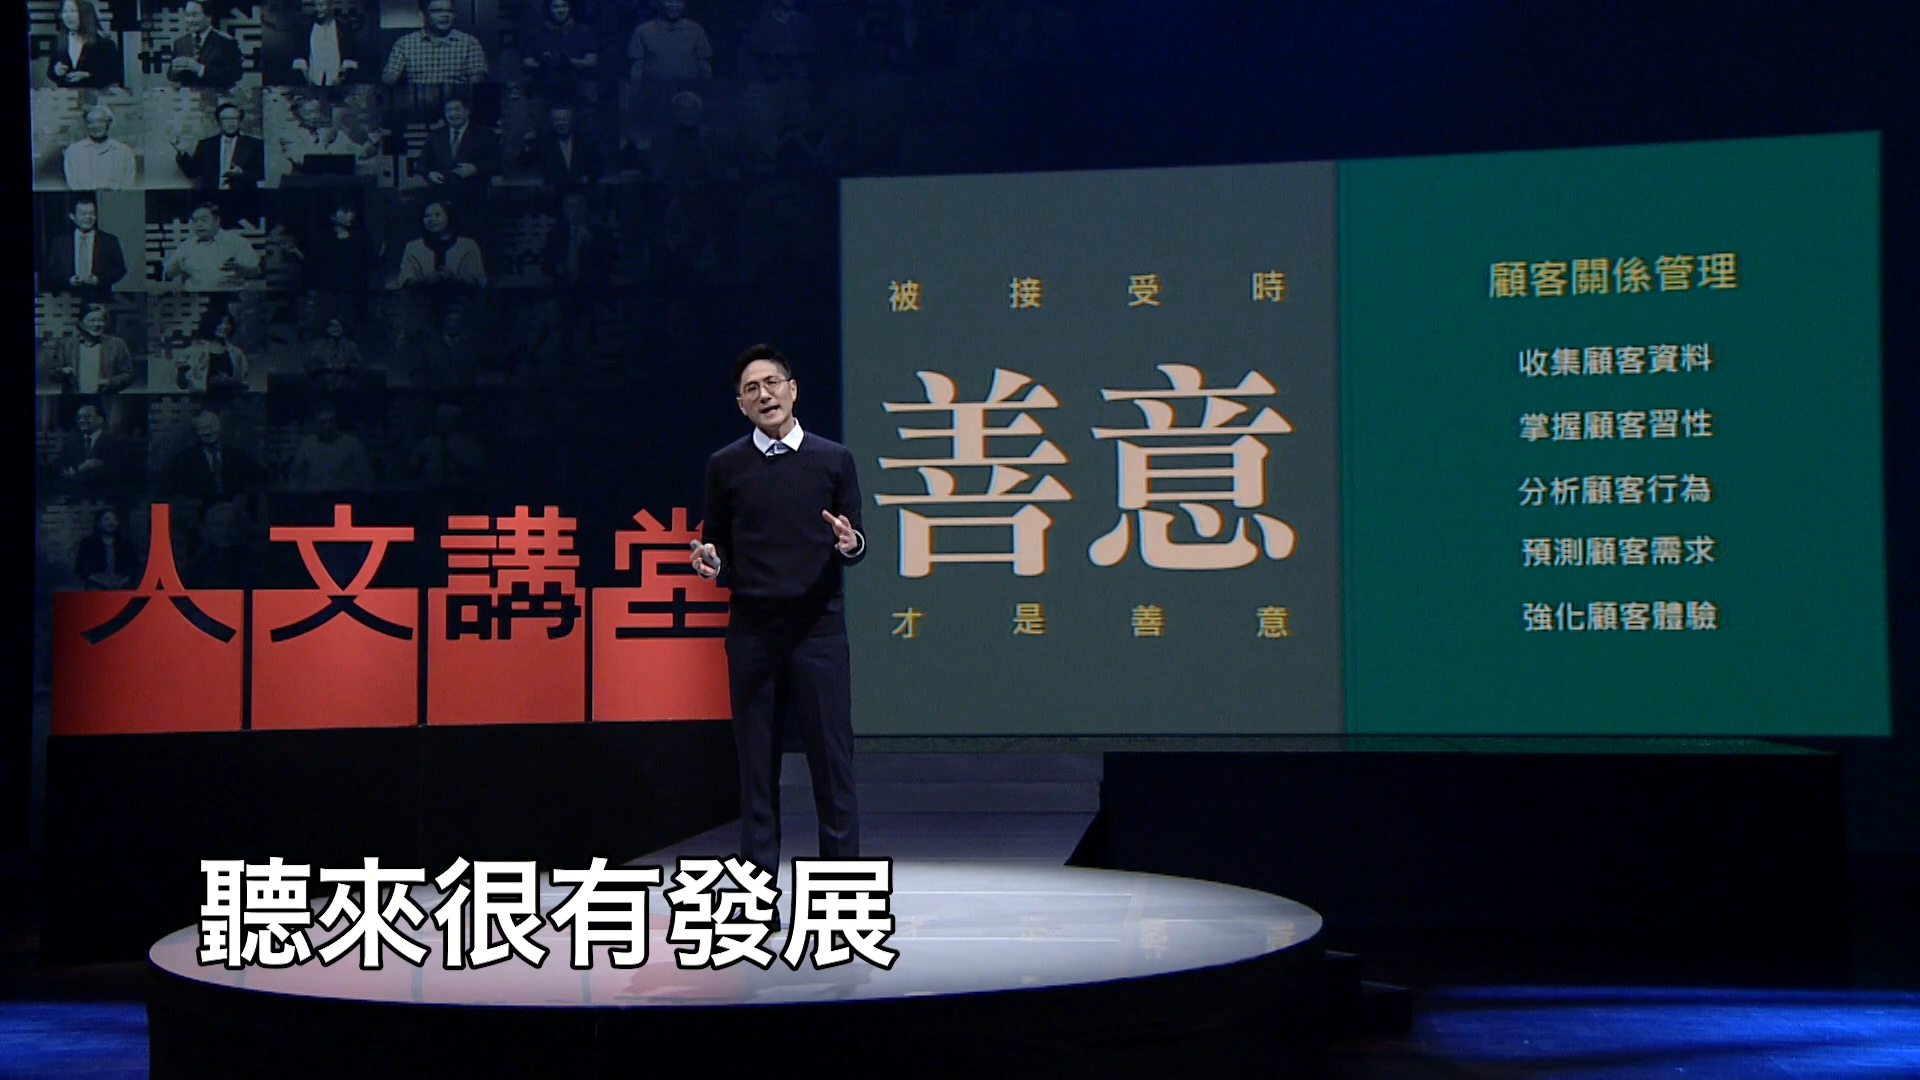 被接受時
善意
才是善意
顧客關係管理
收集顧客資料
掌握顧客習性
分析顧客行為
預測顧客需求
強化顧客體驗
人文講堂
聽來很有發展